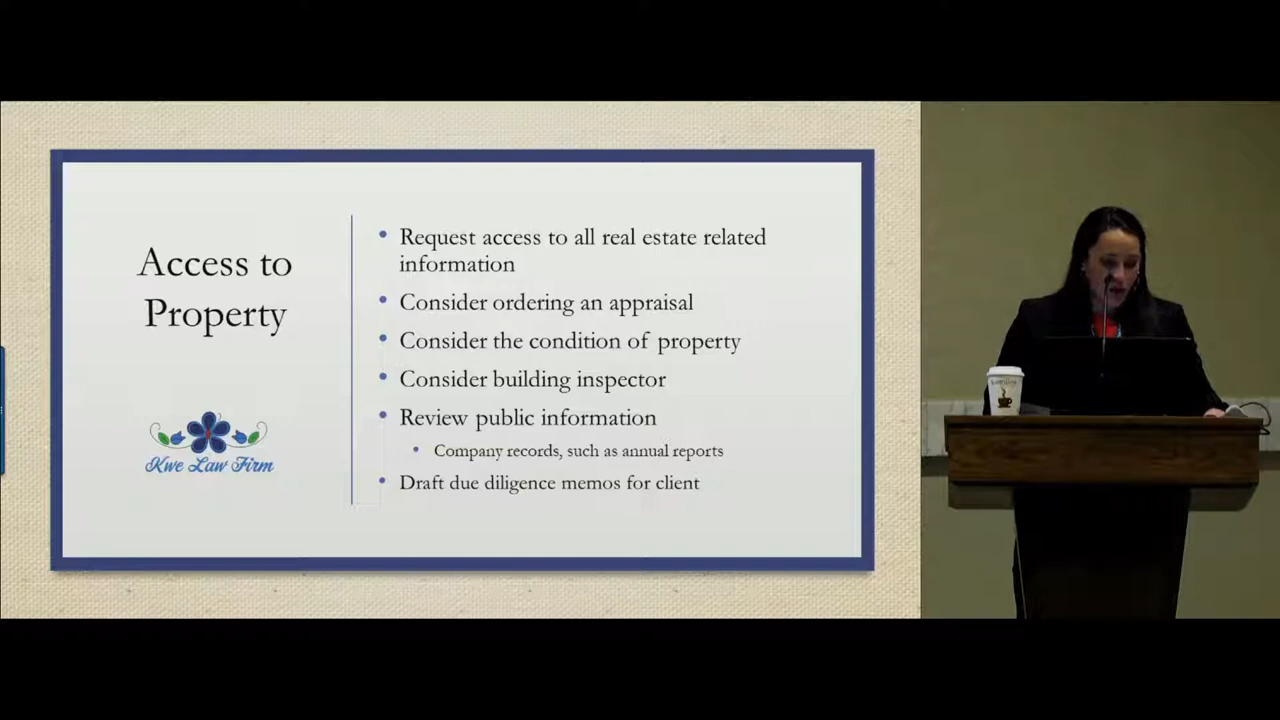 Access to
Property
Kwe Law Firm
Request access to all real estate related
information
Consider ordering an appraisal
Consider the condition of property
Consider building inspector
Review public information
Company records, such as annual reports
Draft due diligence memos for client